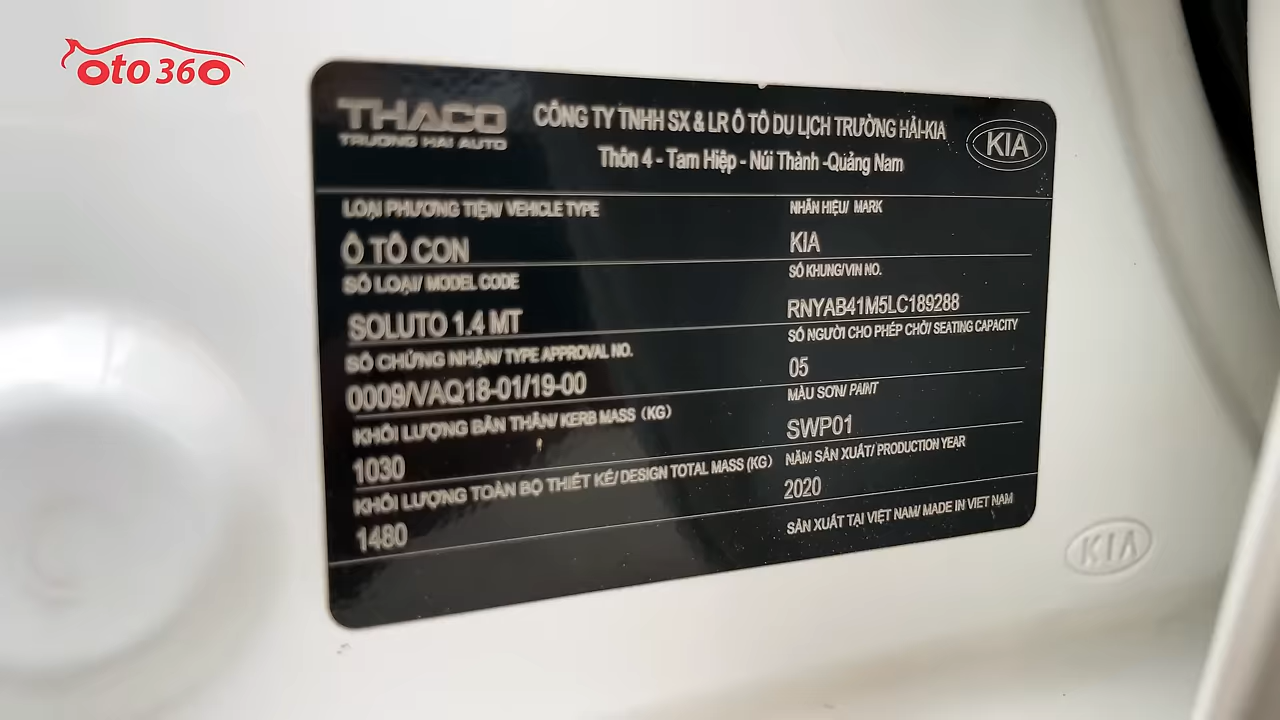 oto 360
THACO
TRUONG HAI AUTO
CÔNG TY TNHH SX & LR Ô TÔ DU LỊCH TRƯỜNG HẢI-KIA
Thôn 4 - Tam Hiệp - Núi Thành -Quảng Nam
KIA
LOẠI PHƯƠNG TIỆN/ VEHICLE TYPE
Ô TÔ CON
SỐ LOẠI/ MODEL CODE
SOLUTO 1.4 MT
SỐ CHỨNG NHẬN/ TYPE APPROVAL NO.
0009/VAQ18-01/19-00
KHỐI LƯỢNG BẢN THÂN/ KERB MASS (KG)
1030
KHỐI LƯỢNG TOÀN BỘ THIẾT KẾ/ DESIGN TOTAL MASS (KG)
1480
NHÃN HIỆU/ MARK
KIA
SỐ KHUNG/VIN NO.
RNYAB41M5LC189288
SỐ NGƯỜI CHO PHÉP CHỞ/ SEATING CAPACITY
05
MÀU SƠN/ PAINT
SWP01
NĂM SẢN XUẤT/ PRODUCTION YEAR
2020
SẢN XUẤT TẠI VIỆT NAM/ MADE IN VIET NAM
KIA